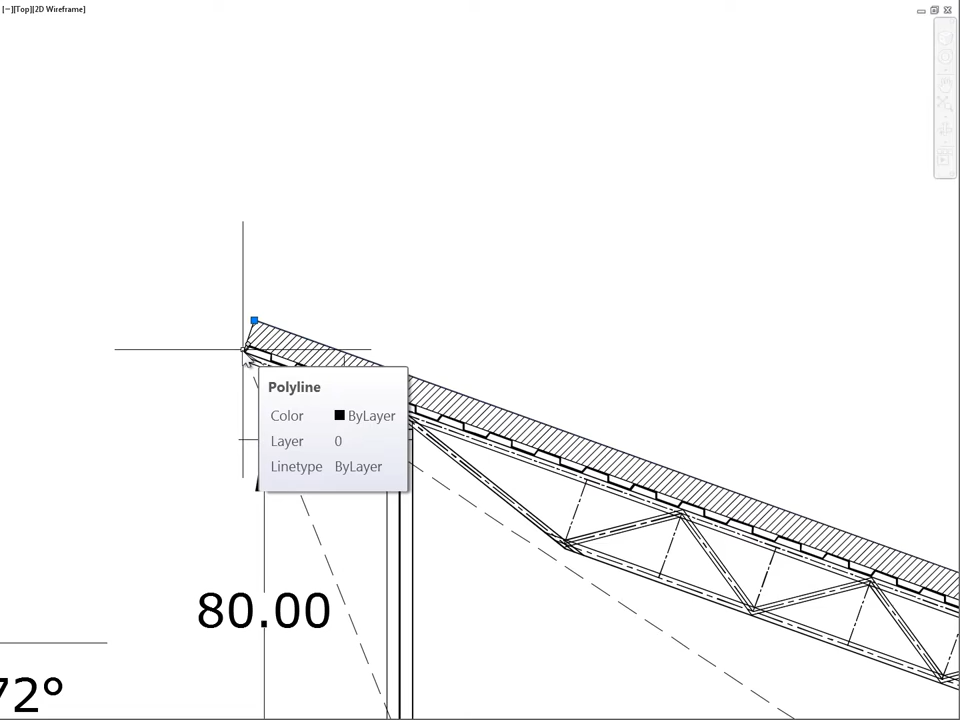 [−][Top][2D Wireframe]
Polyline
Color ByLayer
Layer 0
Linetype ByLayer
80.00
72°